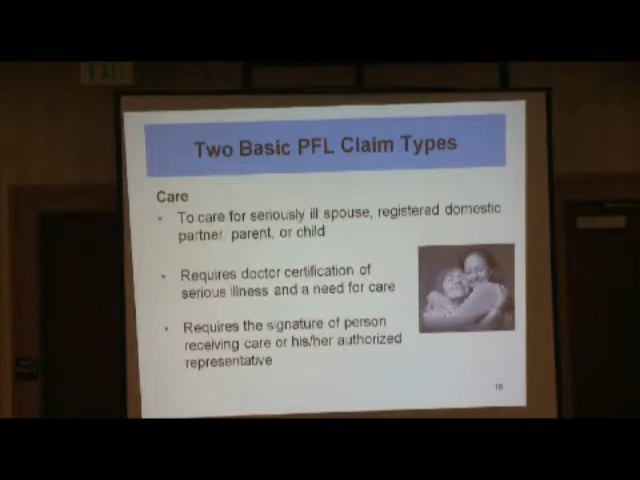 EXIT
Two Basic PFL Claim Types
Care
• To care for seriously ill spouse, registered domestic
partner, parent, or child
• Requires doctor certification of
serious illness and a need for care
• Requires the signature of person
receiving care or his/her authorized
representative